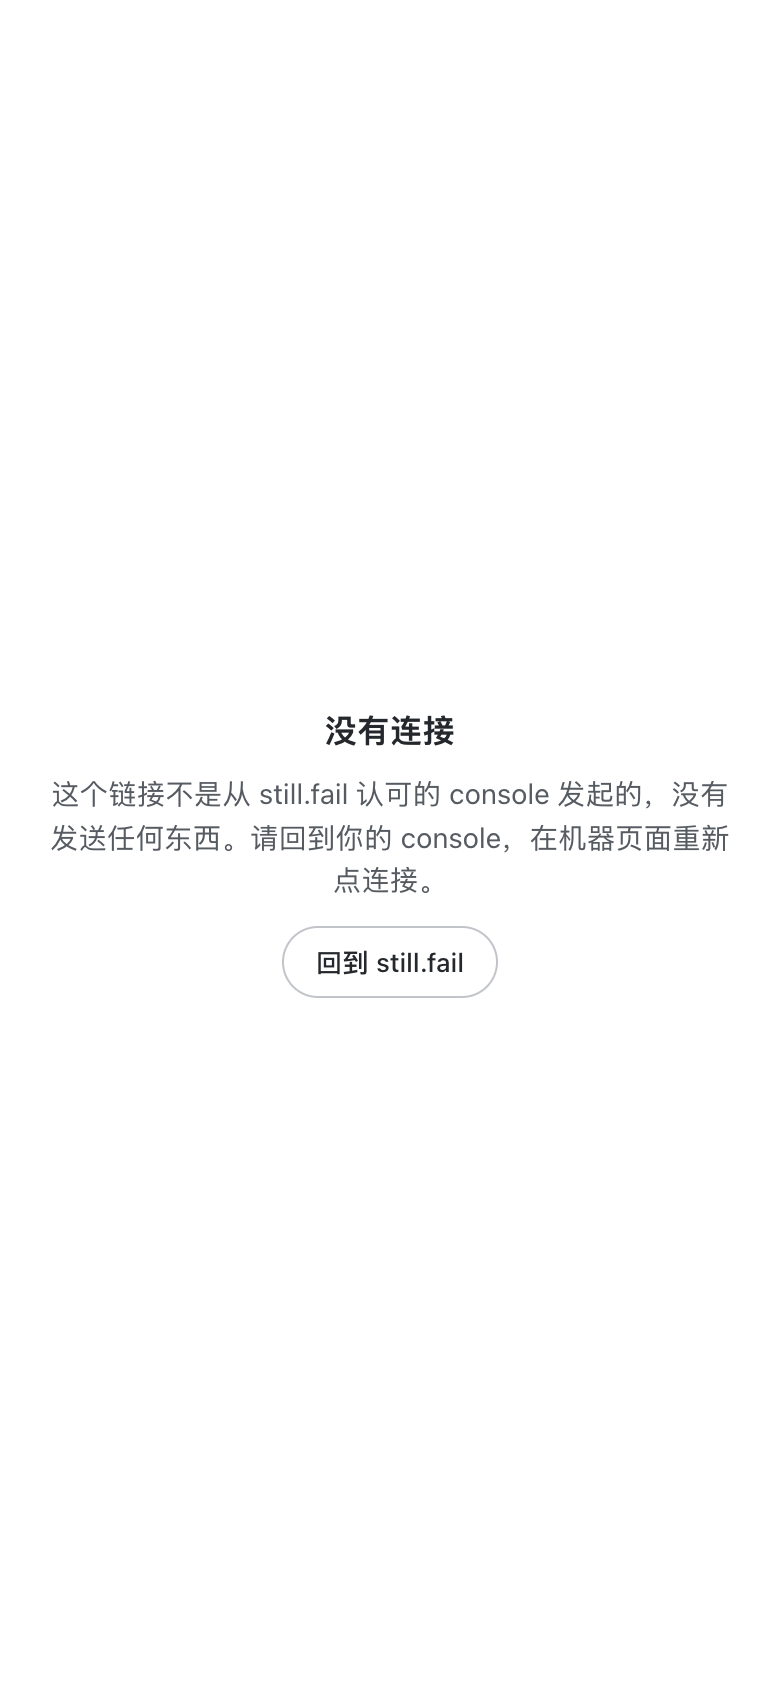 没有连接
这个链接不是从 still.fail 认可的 console 发起的，没有
发送任何东西。请回到你的 console，在机器页面重新
点连接。
回到 still.fail